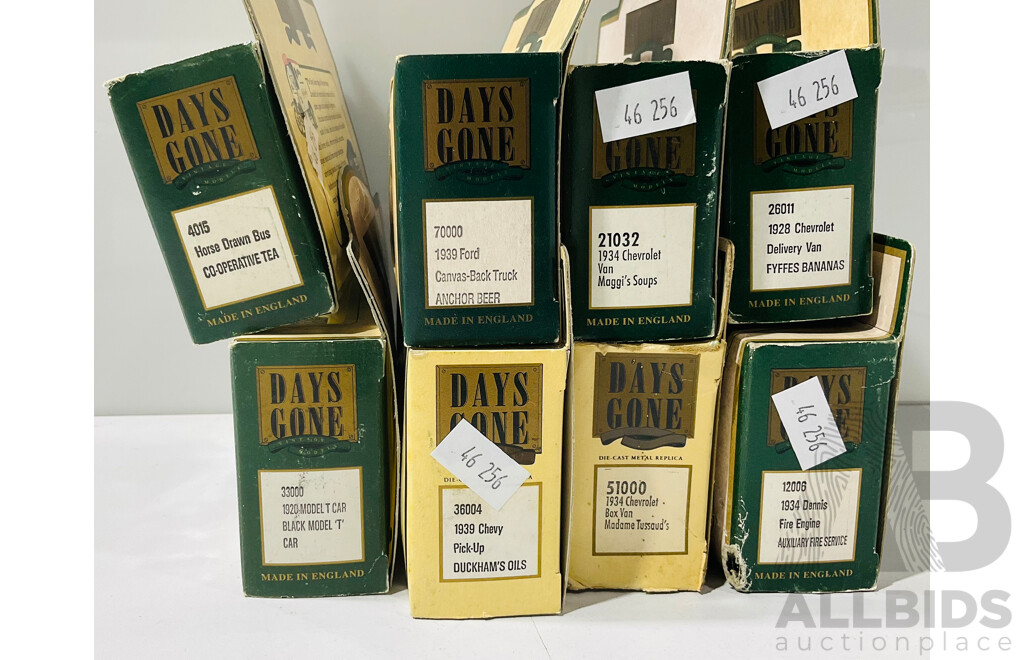 DAYS
GONE
4015
Horse Drawn Bus
CO-OPERATIVE TEA
MADE IN ENGLAND
DAYS
GONE
70000
1939 Ford
Canvas-Back Truck
ANCHOR BEER
MADE IN ENGLAND
46 256
GONE
21032
1934 Chevrolet
Van
Maggi's Soups
MADE IN ENGLAND
DAYS GONE
46 256
GONE
26011
1928 Chevrolet
Delivery Van
FYFFES BANANAS
MADE IN ENGLAND
DAYS
GONE
33000
1920 MODEL T CAR
BLACK MODEL 'T'
CAR
MADE IN ENGLAND
DAYS
GONE
46 256
36004
1939 Chevy
Pick-Up
DUCKHAM'S OILS
DAYS
GONE
DIE-CAST METAL REPLICA
51000
1934 Chevrolet
Box Van
Madame Tussaud's
DAYS
46 256
12006
1934 Dennis
Fire Engine
AUXILIARY FIRE SERVICE
MADE IN ENGLAND
AB
ALLBIDS
auctionplace